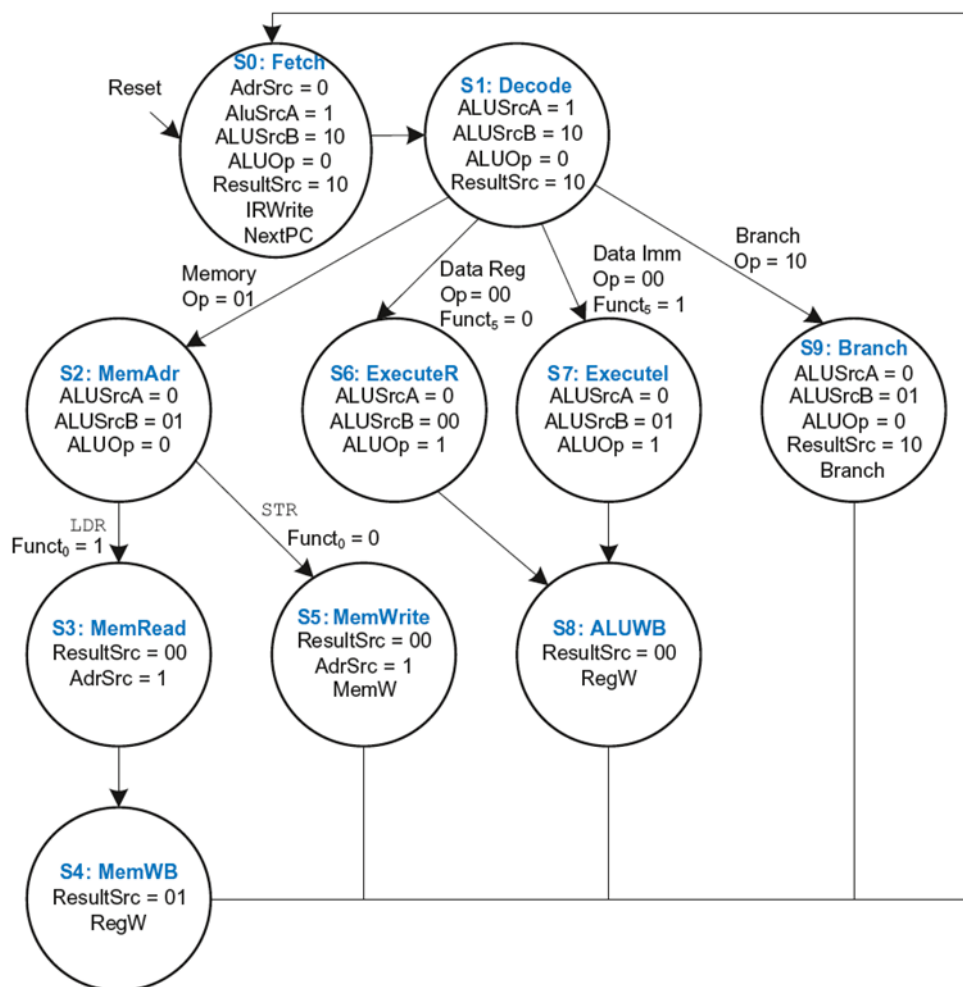 Reset
S0: Fetch
AdrSrc = 0
AluSrcA = 1
ALUSrcB = 10
ALUOp = 0
ResultSrc = 10
IRWrite
NextPC
S1: Decode
ALUSrcA = 1
ALUSrcB = 10
ALUOp = 0
ResultSrc = 10
Memory
Op = 01
Data Reg
Op = 00
Funct₅ = 0
Data Imm
Op = 00
Funct₅ = 1
Branch
Op = 10
S2: MemAdr
ALUSrcA = 0
ALUSrcB = 01
ALUOp = 0
S6: ExecuteR
ALUSrcA = 0
ALUSrcB = 00
ALUOp = 1
S7: ExecuteI
ALUSrcA = 0
ALUSrcB = 01
ALUOp = 1
S9: Branch
ALUSrcA = 0
ALUSrcB = 01
ALUOp = 0
ResultSrc = 10
Branch
LDR
Funct₀ = 1
STR
Funct₀ = 0
S3: MemRead
ResultSrc = 00
AdrSrc = 1
S5: MemWrite
ResultSrc = 00
AdrSrc = 1
MemW
S8: ALUWB
ResultSrc = 00
RegW
S4: MemWB
ResultSrc = 01
RegW